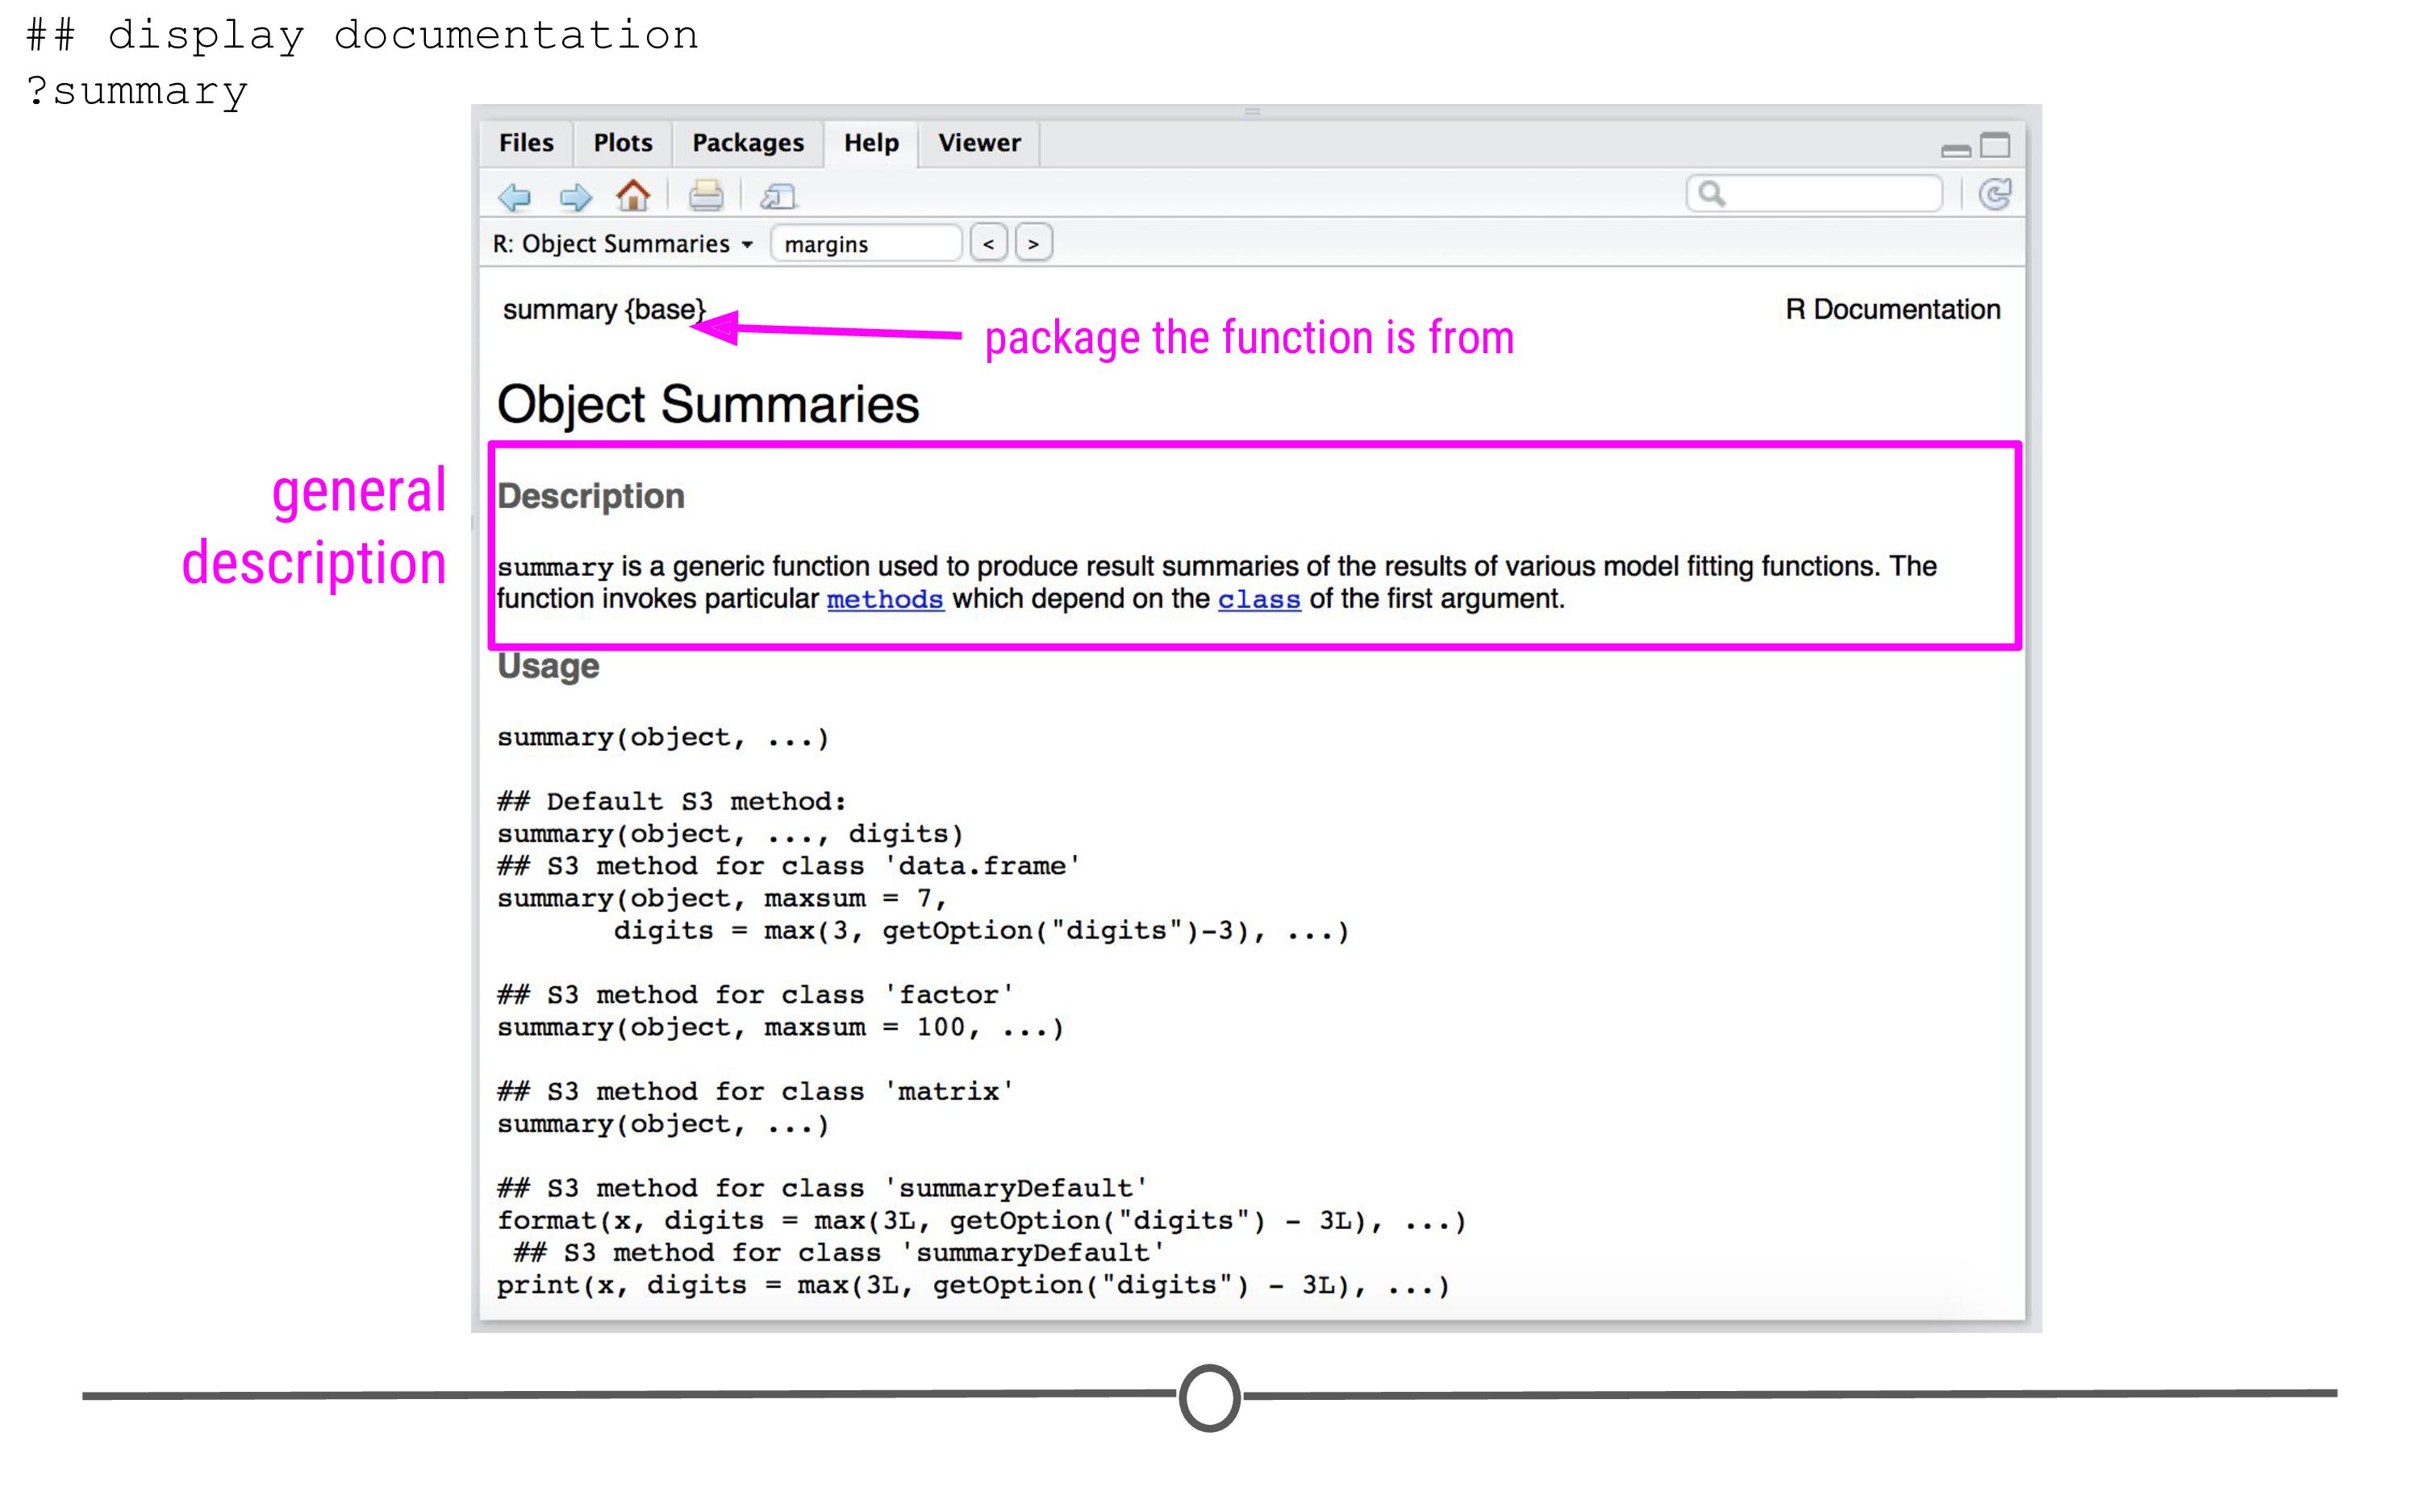 ## display documentation
?summary
Files Plots Packages Help Viewer
R: Object Summaries margins < >
summary {base} R Documentation
package the function is from
Object Summaries
general
description
Description
summary is a generic function used to produce result summaries of the results of various model fitting functions. The
function invokes particular methods which depend on the class of the first argument.
Usage
summary(object, ...)
## Default S3 method:
summary(object, ..., digits)
## S3 method for class 'data.frame'
summary(object, maxsum = 7,
       digits = max(3, getOption("digits")-3), ...)
## S3 method for class 'factor'
summary(object, maxsum = 100, ...)
## S3 method for class 'matrix'
summary(object, ...)
## S3 method for class 'summaryDefault'
format(x, digits = max(3L, getOption("digits") - 3L), ...)
 ## S3 method for class 'summaryDefault'
print(x, digits = max(3L, getOption("digits") - 3L), ...)